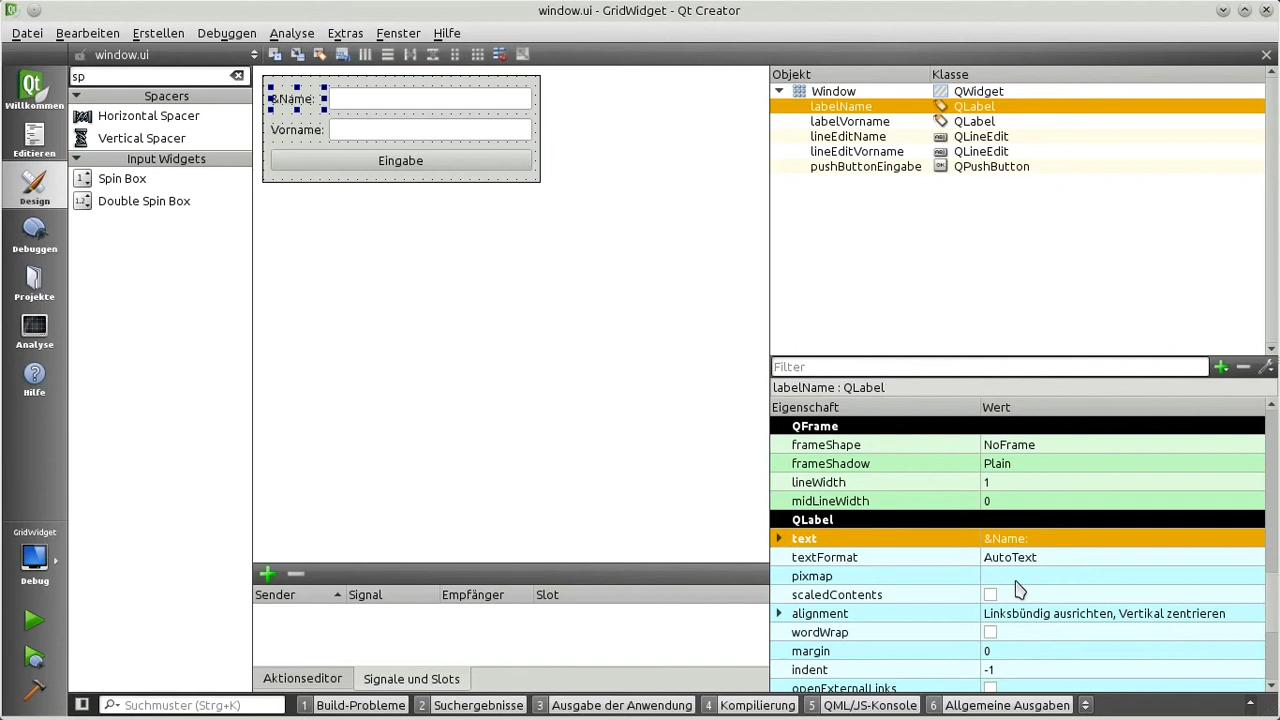 window.ui - GridWidget - Qt Creator
Datei Bearbeiten Erstellen Debuggen Analyse Extras Fenster Hilfe
window.ui
Qt
Willkommen
Editieren
Design
Debuggen
Projekte
Analyse
Hilfe
GridWidget
Debug
sp
Spacers
Horizontal Spacer
Vertical Spacer
Input Widgets
1 Spin Box
1.2 Double Spin Box
&Name:
Vorname:
Eingabe
Objekt Klasse
Window QWidget
labelName QLabel
labelVorname QLabel
lineEditName QLineEdit
lineEditVorname QLineEdit
pushButtonEingabe QPushButton
Filter
labelName : QLabel
Eigenschaft Wert
QFrame
frameShape NoFrame
frameShadow Plain
lineWidth 1
midLineWidth 0
QLabel
text &Name:
textFormat AutoText
pixmap
scaledContents
alignment Linksbündig ausrichten, Vertikal zentrieren
wordWrap
margin 0
indent -1
openExternalLinks
Sender Signal Empfänger Slot
Aktionseditor Signale und Slots
Suchmuster (Strg+K) 1 Build-Probleme 2 Suchergebnisse 3 Ausgabe der Anwendung 4 Kompilierung 5 QML/JS-Konsole 6 Allgemeine Ausgaben